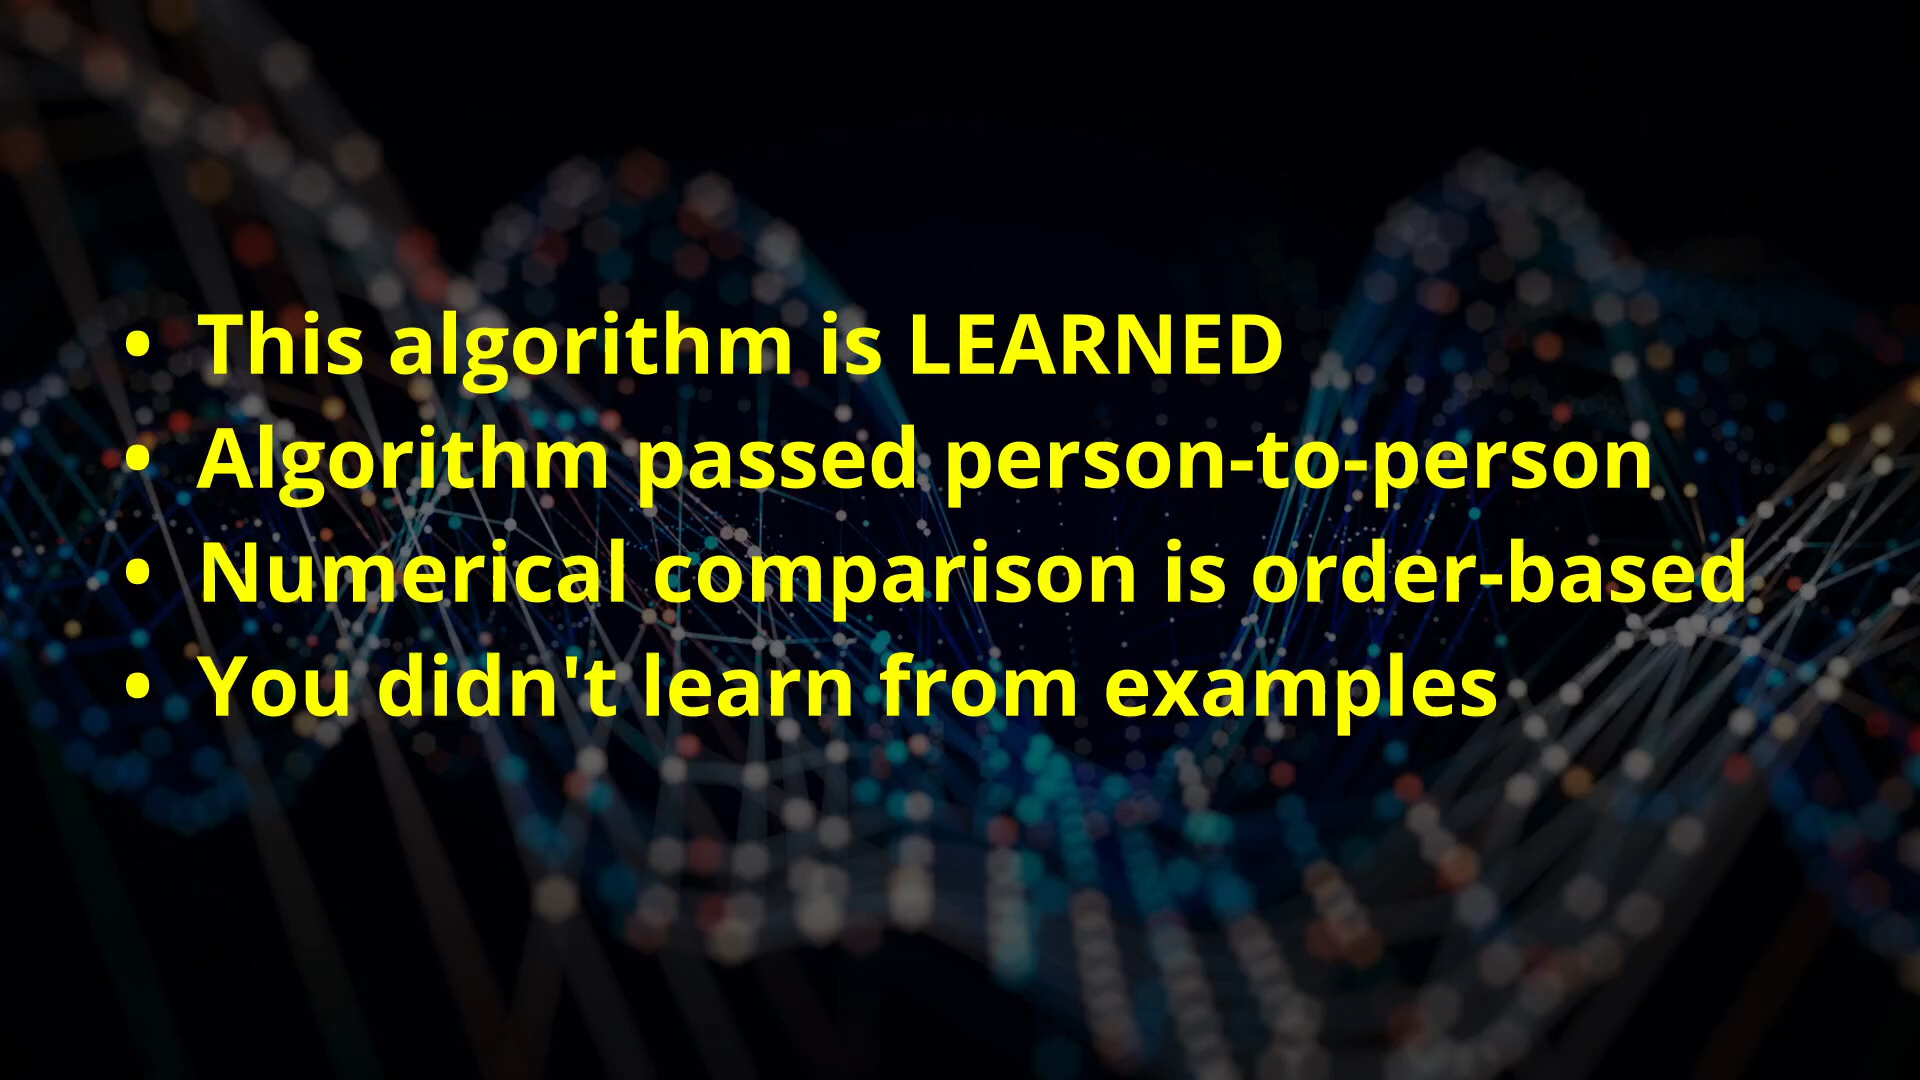 • This algorithm is LEARNED
• Algorithm passed person-to-person
• Numerical comparison is order-based
• You didn't learn from examples